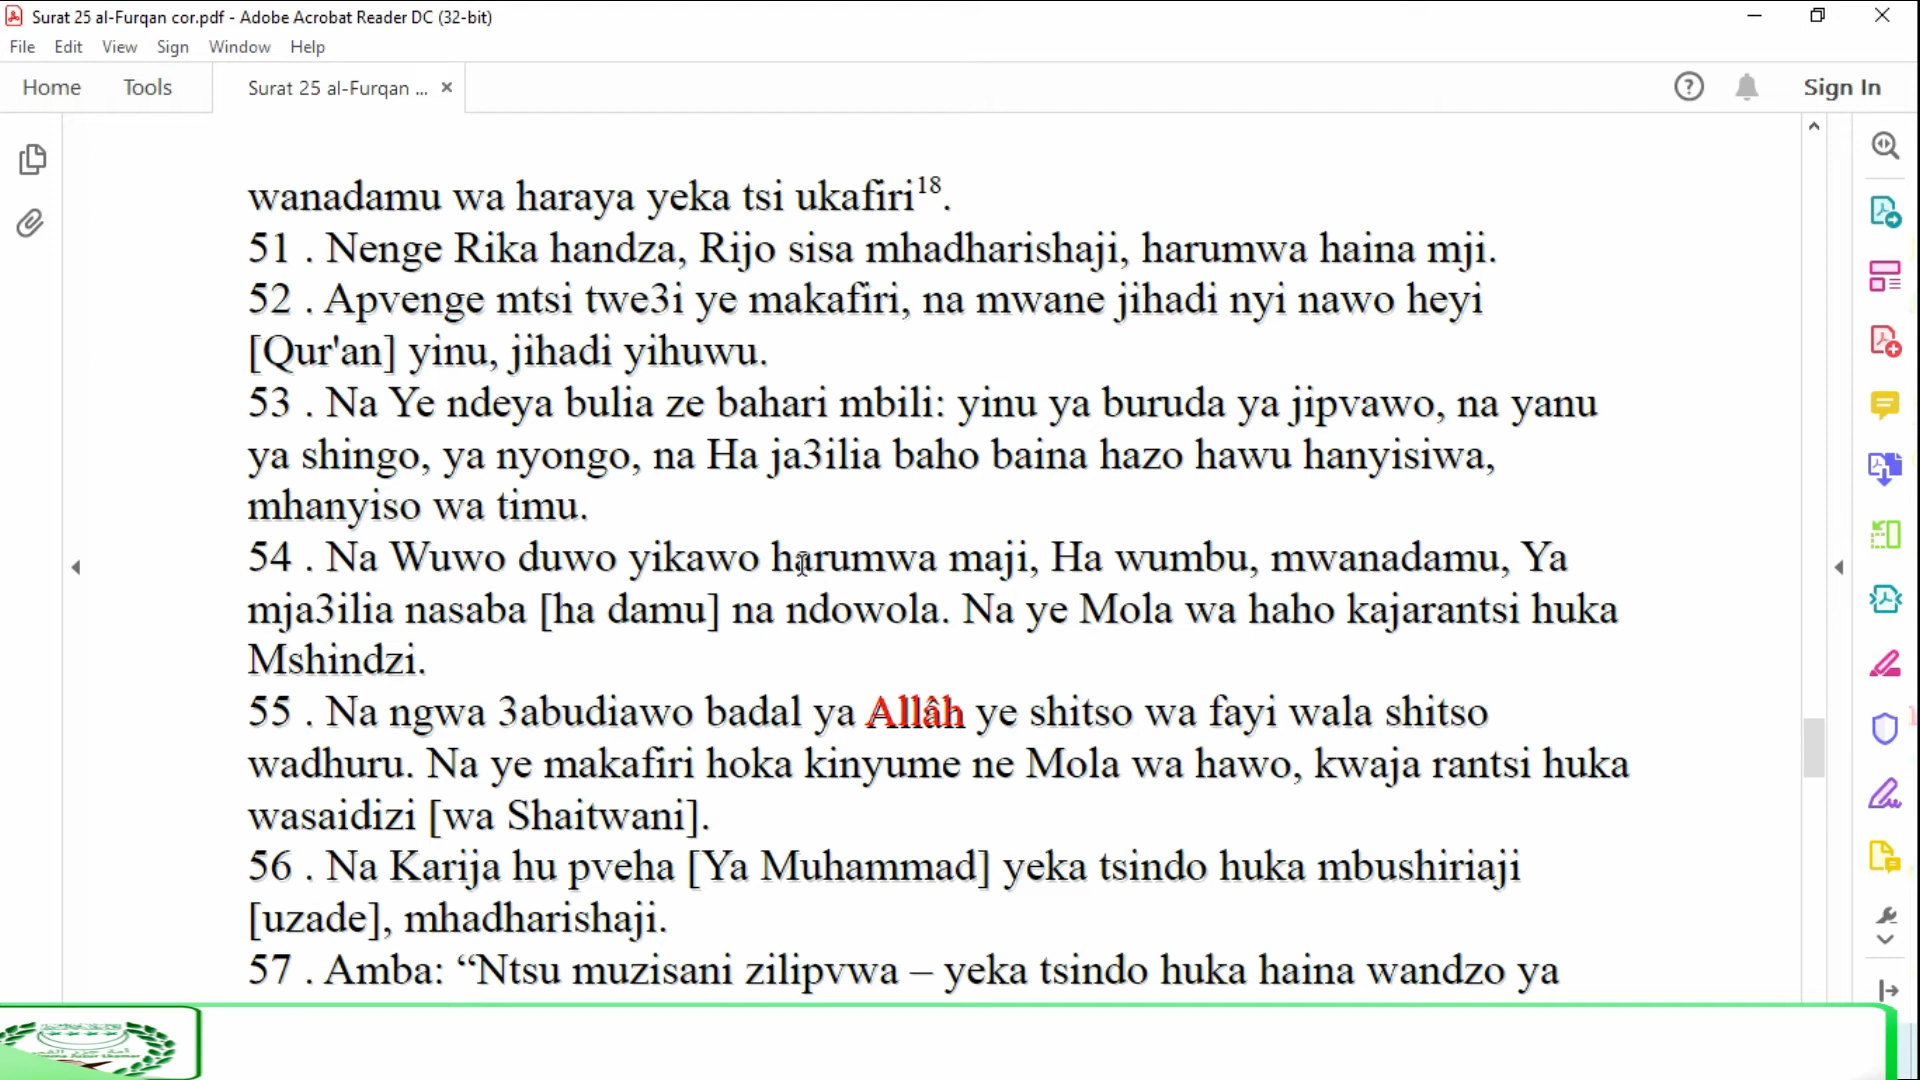 Surat 25 al-Furqan cor.pdf - Adobe Acrobat Reader DC (32-bit)
File Edit View Sign Window Help
Home Tools Surat 25 al-Furqan ... Sign In
wanadamu wa haraya yeka tsi ukafiri18.
51 . Nenge Rika handza, Rijo sisa mhadharishaji, harumwa haina mji.
52 . Apvenge mtsi twe3i ye makafiri, na mwane jihadi nyi nawo heyi
[Qur'an] yinu, jihadi yihuwu.
53 . Na Ye ndeya bulia ze bahari mbili: yinu ya buruda ya jipvawo, na yanu
ya shingo, ya nyongo, na Ha ja3ilia baho baina hazo hawu hanyisiwa,
mhanyiso wa timu.
54 . Na Wuwo duwo yikawo harumwa maji, Ha wumbu, mwanadamu, Ya
mja3ilia nasaba [ha damu] na ndowola. Na ye Mola wa haho kajarantsi huka
Mshindzi.
55 . Na ngwa 3abudiawo badal ya Allâh ye shitso wa fayi wala shitso
wadhuru. Na ye makafiri hoka kinyume ne Mola wa hawo, kwaja rantsi huka
wasaidizi [wa Shaitwani].
56 . Na Karija hu pveha [Ya Muhammad] yeka tsindo huka mbushiriaji
[uzade], mhadharishaji.
57 . Amba: “Ntsu muzisani zilipvwa – yeka tsindo huka haina wandzo ya